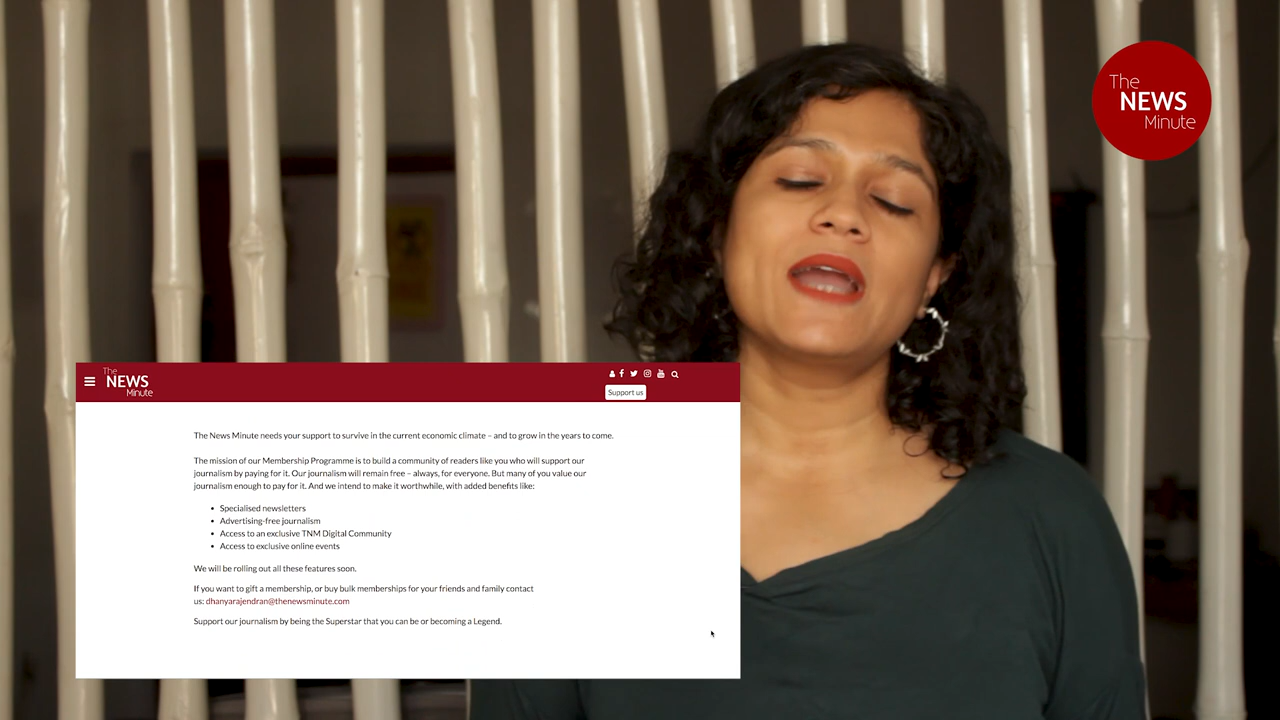 The
NEWS
Minute
The
NEWS
Minute
Support us
The News Minute needs your support to survive in the current economic climate – and to grow in the years to come.
The mission of our Membership Programme is to build a community of readers like you who will support our
journalism by paying for it. Our journalism will remain free – always, for everyone. But many of you value our
journalism enough to pay for it. And we intend to make it worthwhile, with added benefits like:
• Specialised newsletters
• Advertising-free journalism
• Access to an exclusive TNM Digital Community
• Access to exclusive online events
We will be rolling out all these features soon.
If you want to gift a membership, or buy bulk memberships for your friends and family contact
us: dhanyarajendran@thenewsminute.com
Support our journalism by being the Superstar that you can be or becoming a Legend.